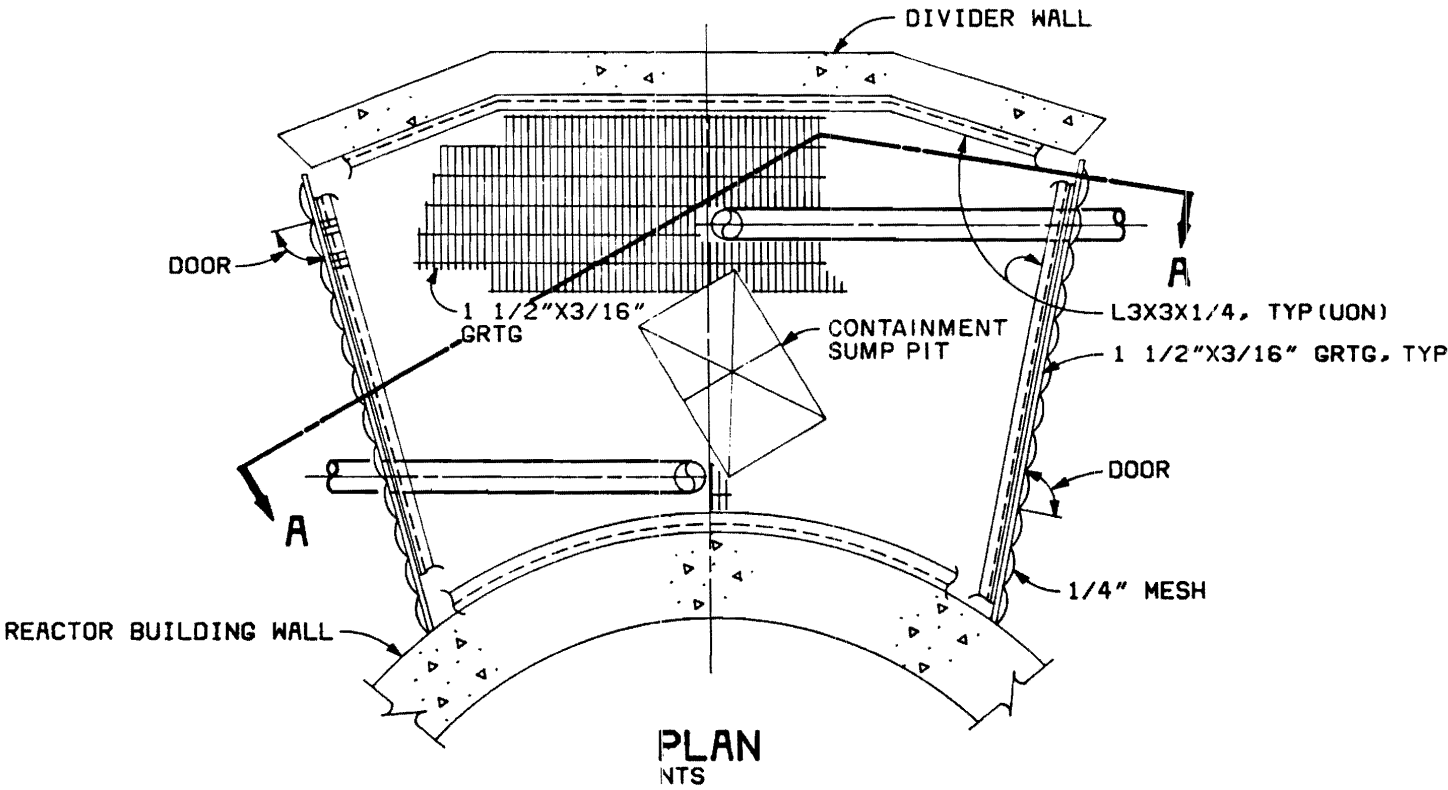 DIVIDER WALL
DOOR
A
1 1/2"X3/16"
GRTG
CONTAINMENT
SUMP PIT
L3X3X1/4, TYP(UON)
1 1/2"X3/16" GRTG, TYP
DOOR
A
1/4" MESH
REACTOR BUILDING WALL
PLAN
NTS